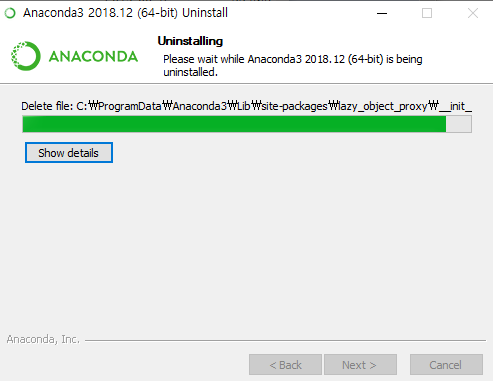 Anaconda3 2018.12 (64-bit) Uninstall
ANACONDA
Uninstalling
Please wait while Anaconda3 2018.12 (64-bit) is being
uninstalled.
Delete file: C:₩ProgramData₩Anaconda3₩Lib₩site-packages₩lazy_object_proxy₩__init_
Show details
Anaconda, Inc.
< Back
Next >
Cancel